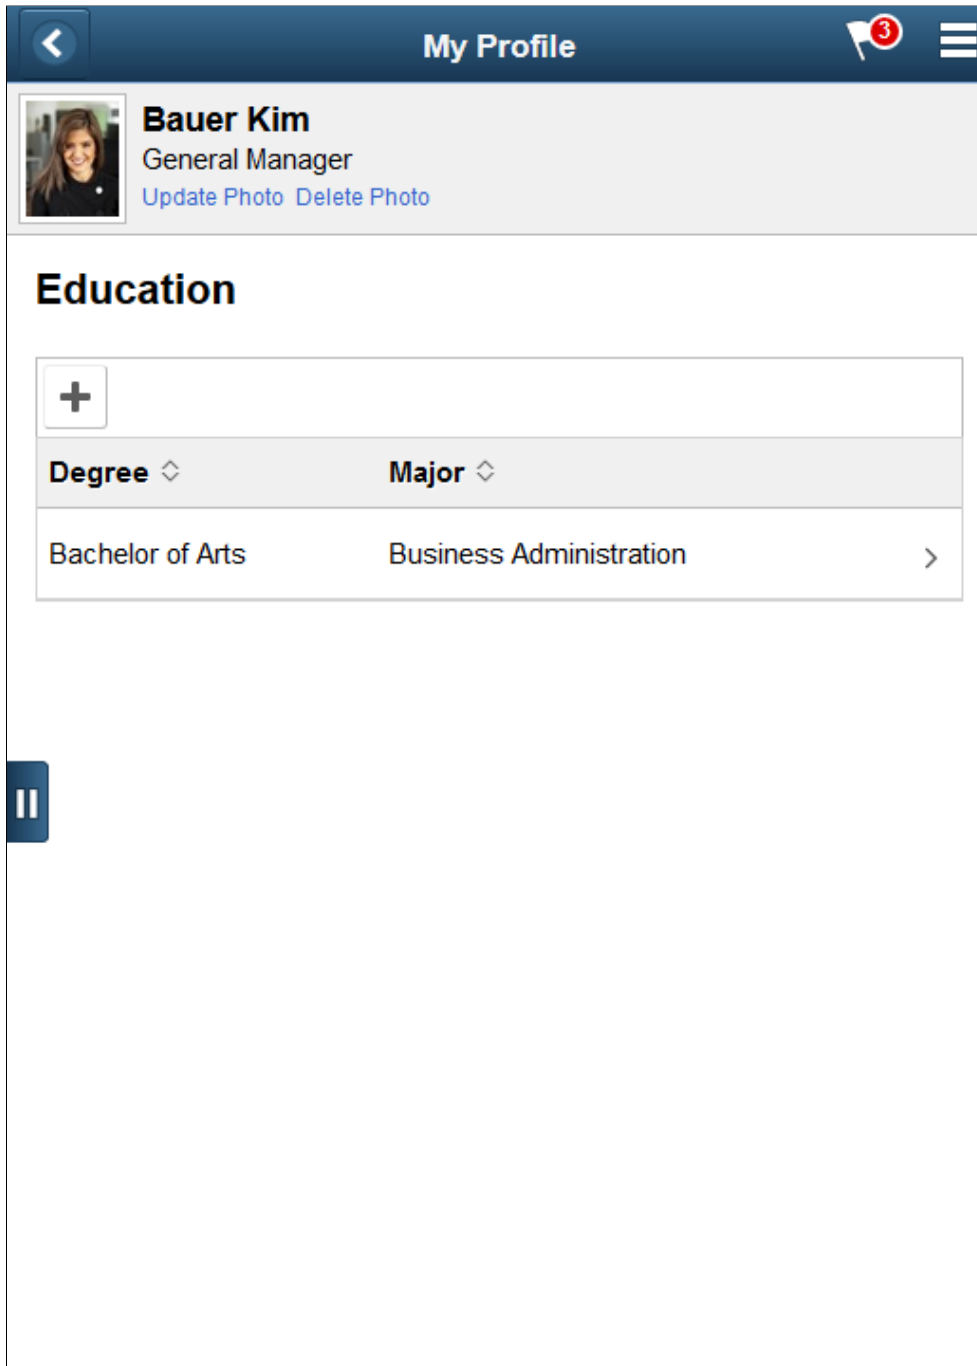 My Profile
3
Bauer Kim
General Manager
Update Photo Delete Photo
Education
Degree Major
Bachelor of Arts Business Administration